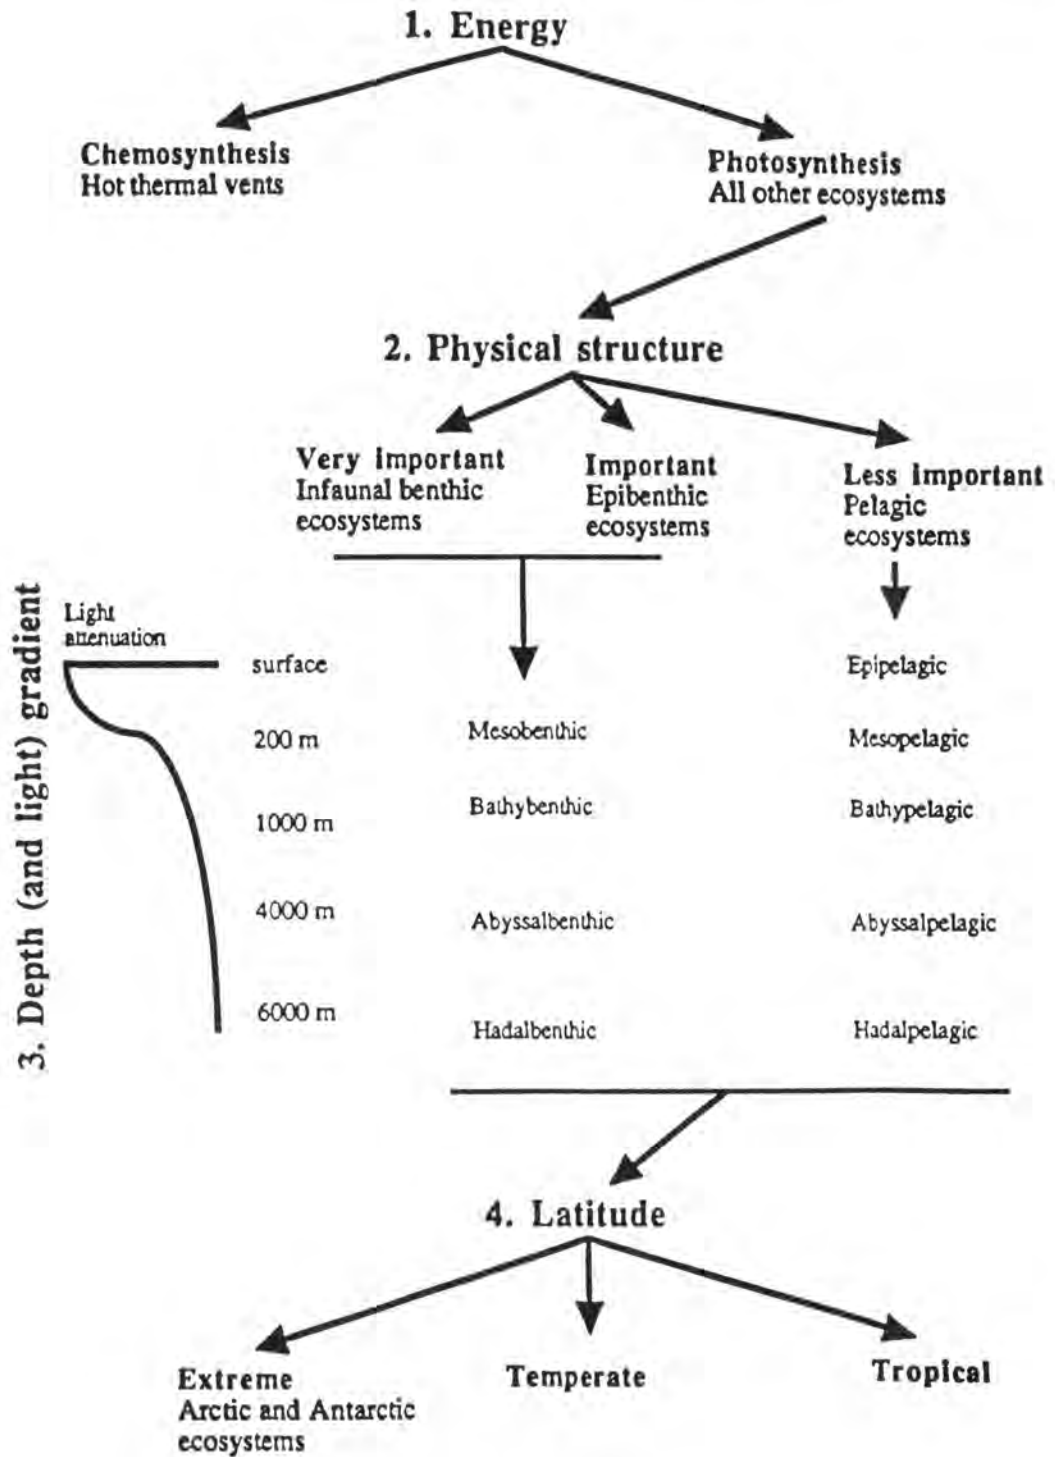 1. Energy
Chemosynthesis
Hot thermal vents
Photosynthesis
All other ecosystems
2. Physical structure
Very important
Infaunal benthic
ecosystems
Important
Epibenthic
ecosystems
Less important
Pelagic
ecosystems
3. Depth (and light) gradient
Light
attenuation
surface
Epipelagic
200 m
Mesobenthic
Mesopelagic
1000 m
Bathybenthic
Bathypelagic
4000 m
Abyssalbenthic
Abyssalpelagic
6000 m
Hadalbenthic
Hadalpelagic
4. Latitude
Extreme
Arctic and Antarctic
ecosystems
Temperate
Tropical